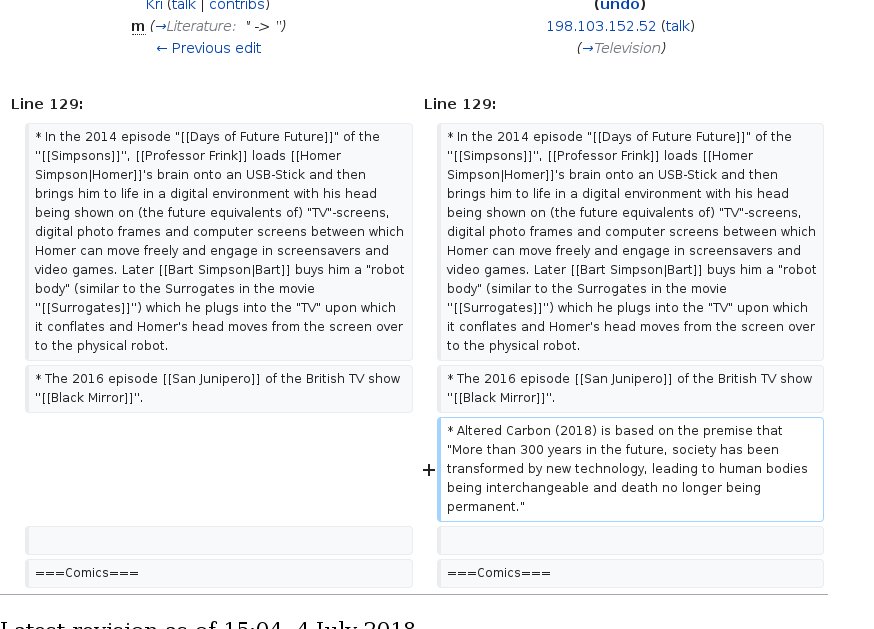 Kri (talk | contribs)
m (→Literature: " -> '')
← Previous edit
(undo)
198.103.152.52 (talk)
(→Television)
Line 129:
Line 129:
* In the 2014 episode "[[Days of Future Future]]" of the
''[[Simpsons]]'', [[Professor Frink]] loads [[Homer
Simpson|Homer]]'s brain onto an USB-Stick and then
brings him to life in a digital environment with his head
being shown on (the future equivalents of) "TV"-screens,
digital photo frames and computer screens between which
Homer can move freely and engage in screensavers and
video games. Later [[Bart Simpson|Bart]] buys him a "robot
body" (similar to the Surrogates in the movie
''[[Surrogates]]'') which he plugs into the "TV" upon which
it conflates and Homer's head moves from the screen over
to the physical robot.
* In the 2014 episode "[[Days of Future Future]]" of the
''[[Simpsons]]'', [[Professor Frink]] loads [[Homer
Simpson|Homer]]'s brain onto an USB-Stick and then
brings him to life in a digital environment with his head
being shown on (the future equivalents of) "TV"-screens,
digital photo frames and computer screens between which
Homer can move freely and engage in screensavers and
video games. Later [[Bart Simpson|Bart]] buys him a "robot
body" (similar to the Surrogates in the movie
''[[Surrogates]]'') which he plugs into the "TV" upon which
it conflates and Homer's head moves from the screen over
to the physical robot.
* The 2016 episode [[San Junipero]] of the British TV show
''[[Black Mirror]]''.
* The 2016 episode [[San Junipero]] of the British TV show
''[[Black Mirror]]''.
+
* Altered Carbon (2018) is based on the premise that
"More than 300 years in the future, society has been
transformed by new technology, leading to human bodies
being interchangeable and death no longer being
permanent."
===Comics===
===Comics===
Latest revision as of 15:04, 4 July 2018